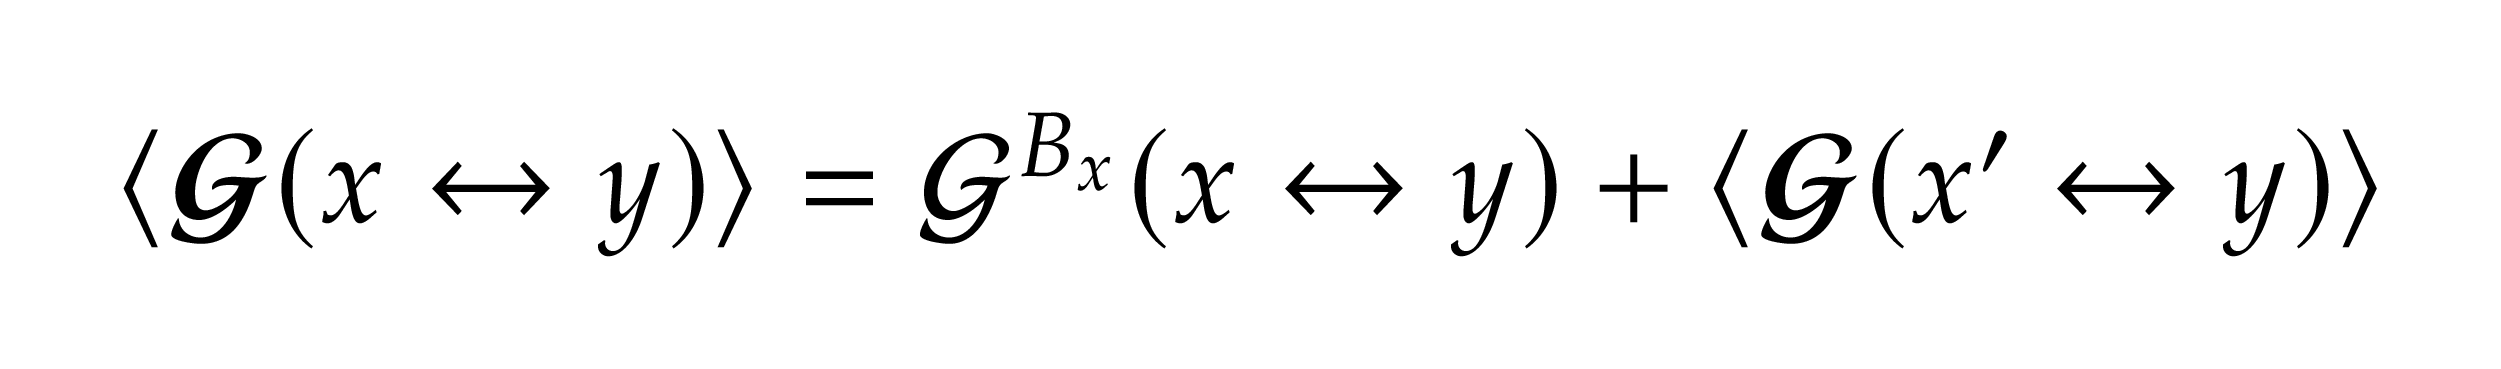 ⟨𝒢(x ↔ y)⟩ = 𝒢^{B_x}(x ↔ y) + ⟨𝒢(x′ ↔ y)⟩